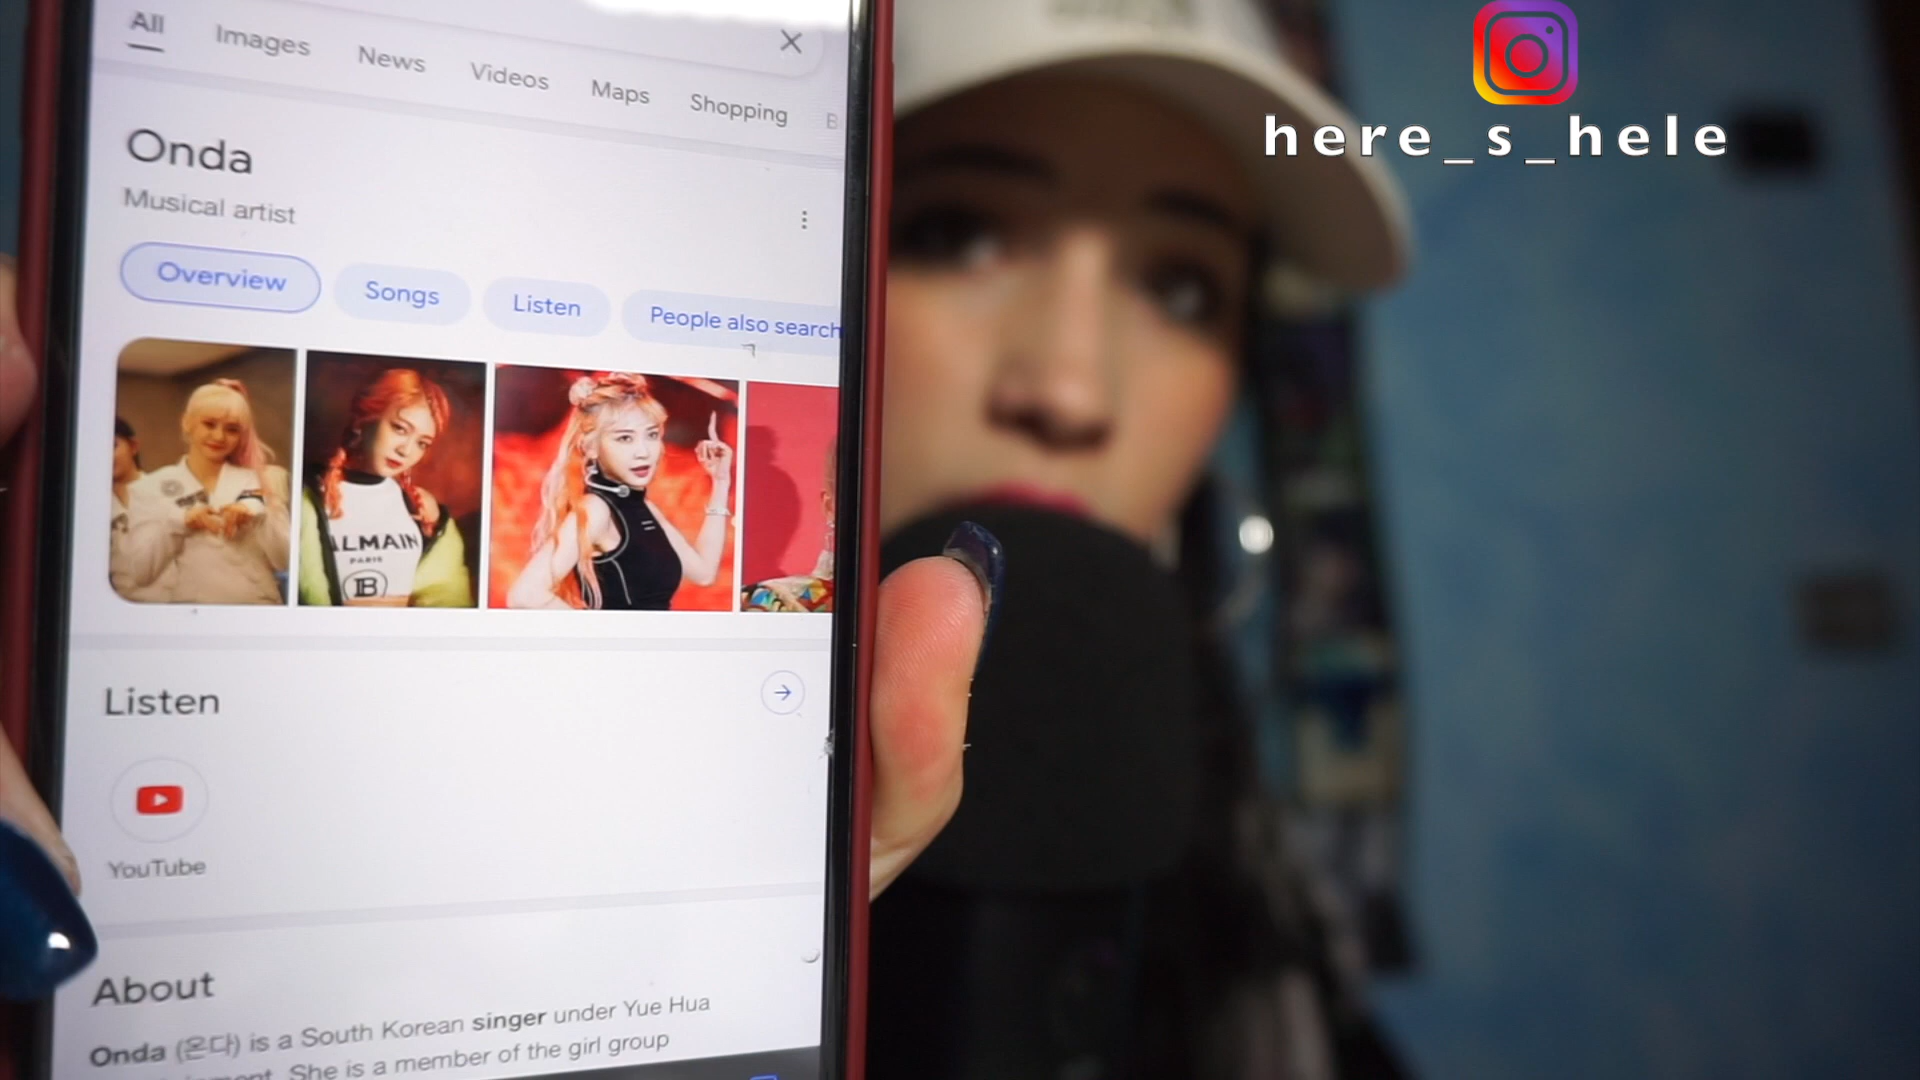 All Images News Videos Maps Shopping B
Onda
Musical artist
Overview Songs Listen People also search
LMAIN
PARIS
B
Listen
YouTube
About
Onda (온다) is a South Korean singer under Yue Hua
She is a member of the girl group
here_s_hele